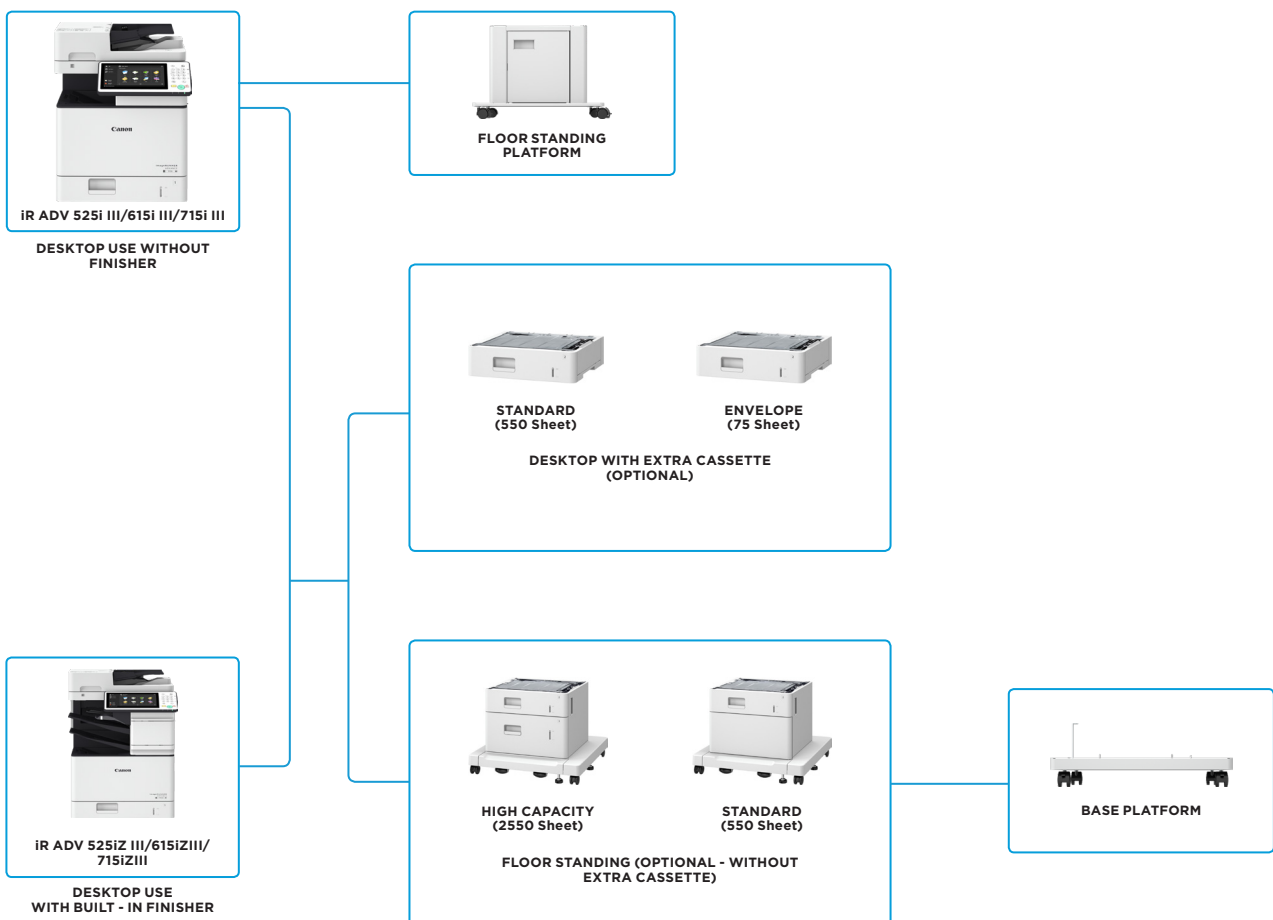 Canon
iR ADV 525i III/615i III/715i III
DESKTOP USE WITHOUT
FINISHER
FLOOR STANDING
PLATFORM
STANDARD
(550 Sheet)
ENVELOPE
(75 Sheet)
DESKTOP WITH EXTRA CASSETTE
(OPTIONAL)
Canon
iR ADV 525iZ III/615iZIII/
715iZIII
DESKTOP USE
WITH BUILT - IN FINISHER
HIGH CAPACITY
(2550 Sheet)
STANDARD
(550 Sheet)
FLOOR STANDING (OPTIONAL - WITHOUT
EXTRA CASSETTE)
BASE PLATFORM